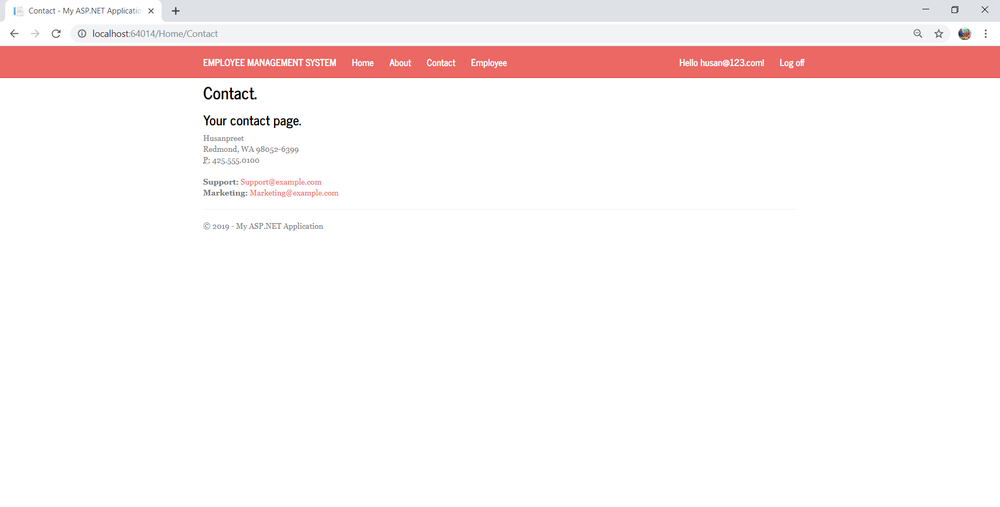 Contact - My ASP.NET Applicatio
localhost:64014/Home/Contact
EMPLOYEE MANAGEMENT SYSTEM Home About Contact Employee Hello husan@123.com! Log off
Contact.
Your contact page.
Husanpreet
Redmond, WA 98052-6399
P: 425.555.0100
Support: Support@example.com
Marketing: Marketing@example.com
© 2019 - My ASP.NET Application